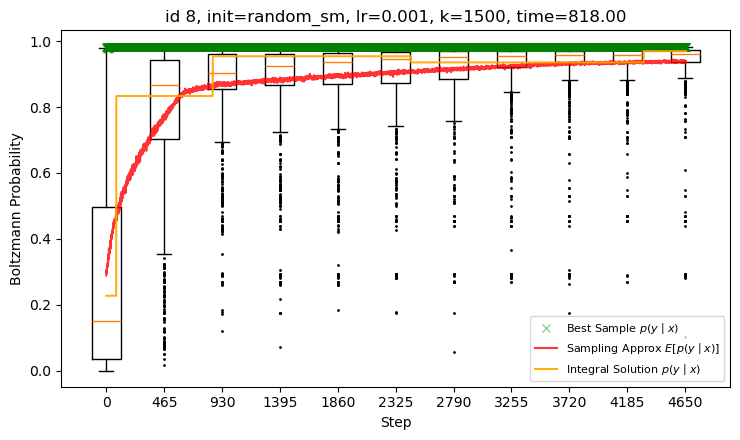 id 8, init=random_sm, lr=0.001, k=1500, time=818.00
Boltzmann Probability
1.0
0.8
0.6
0.4
0.2
0.0
Best Sample p(y | x)
Sampling Approx E[p(y | x)]
Integral Solution p(y | x)
0 465 930 1395 1860 2325 2790 3255 3720 4185 4650
Step